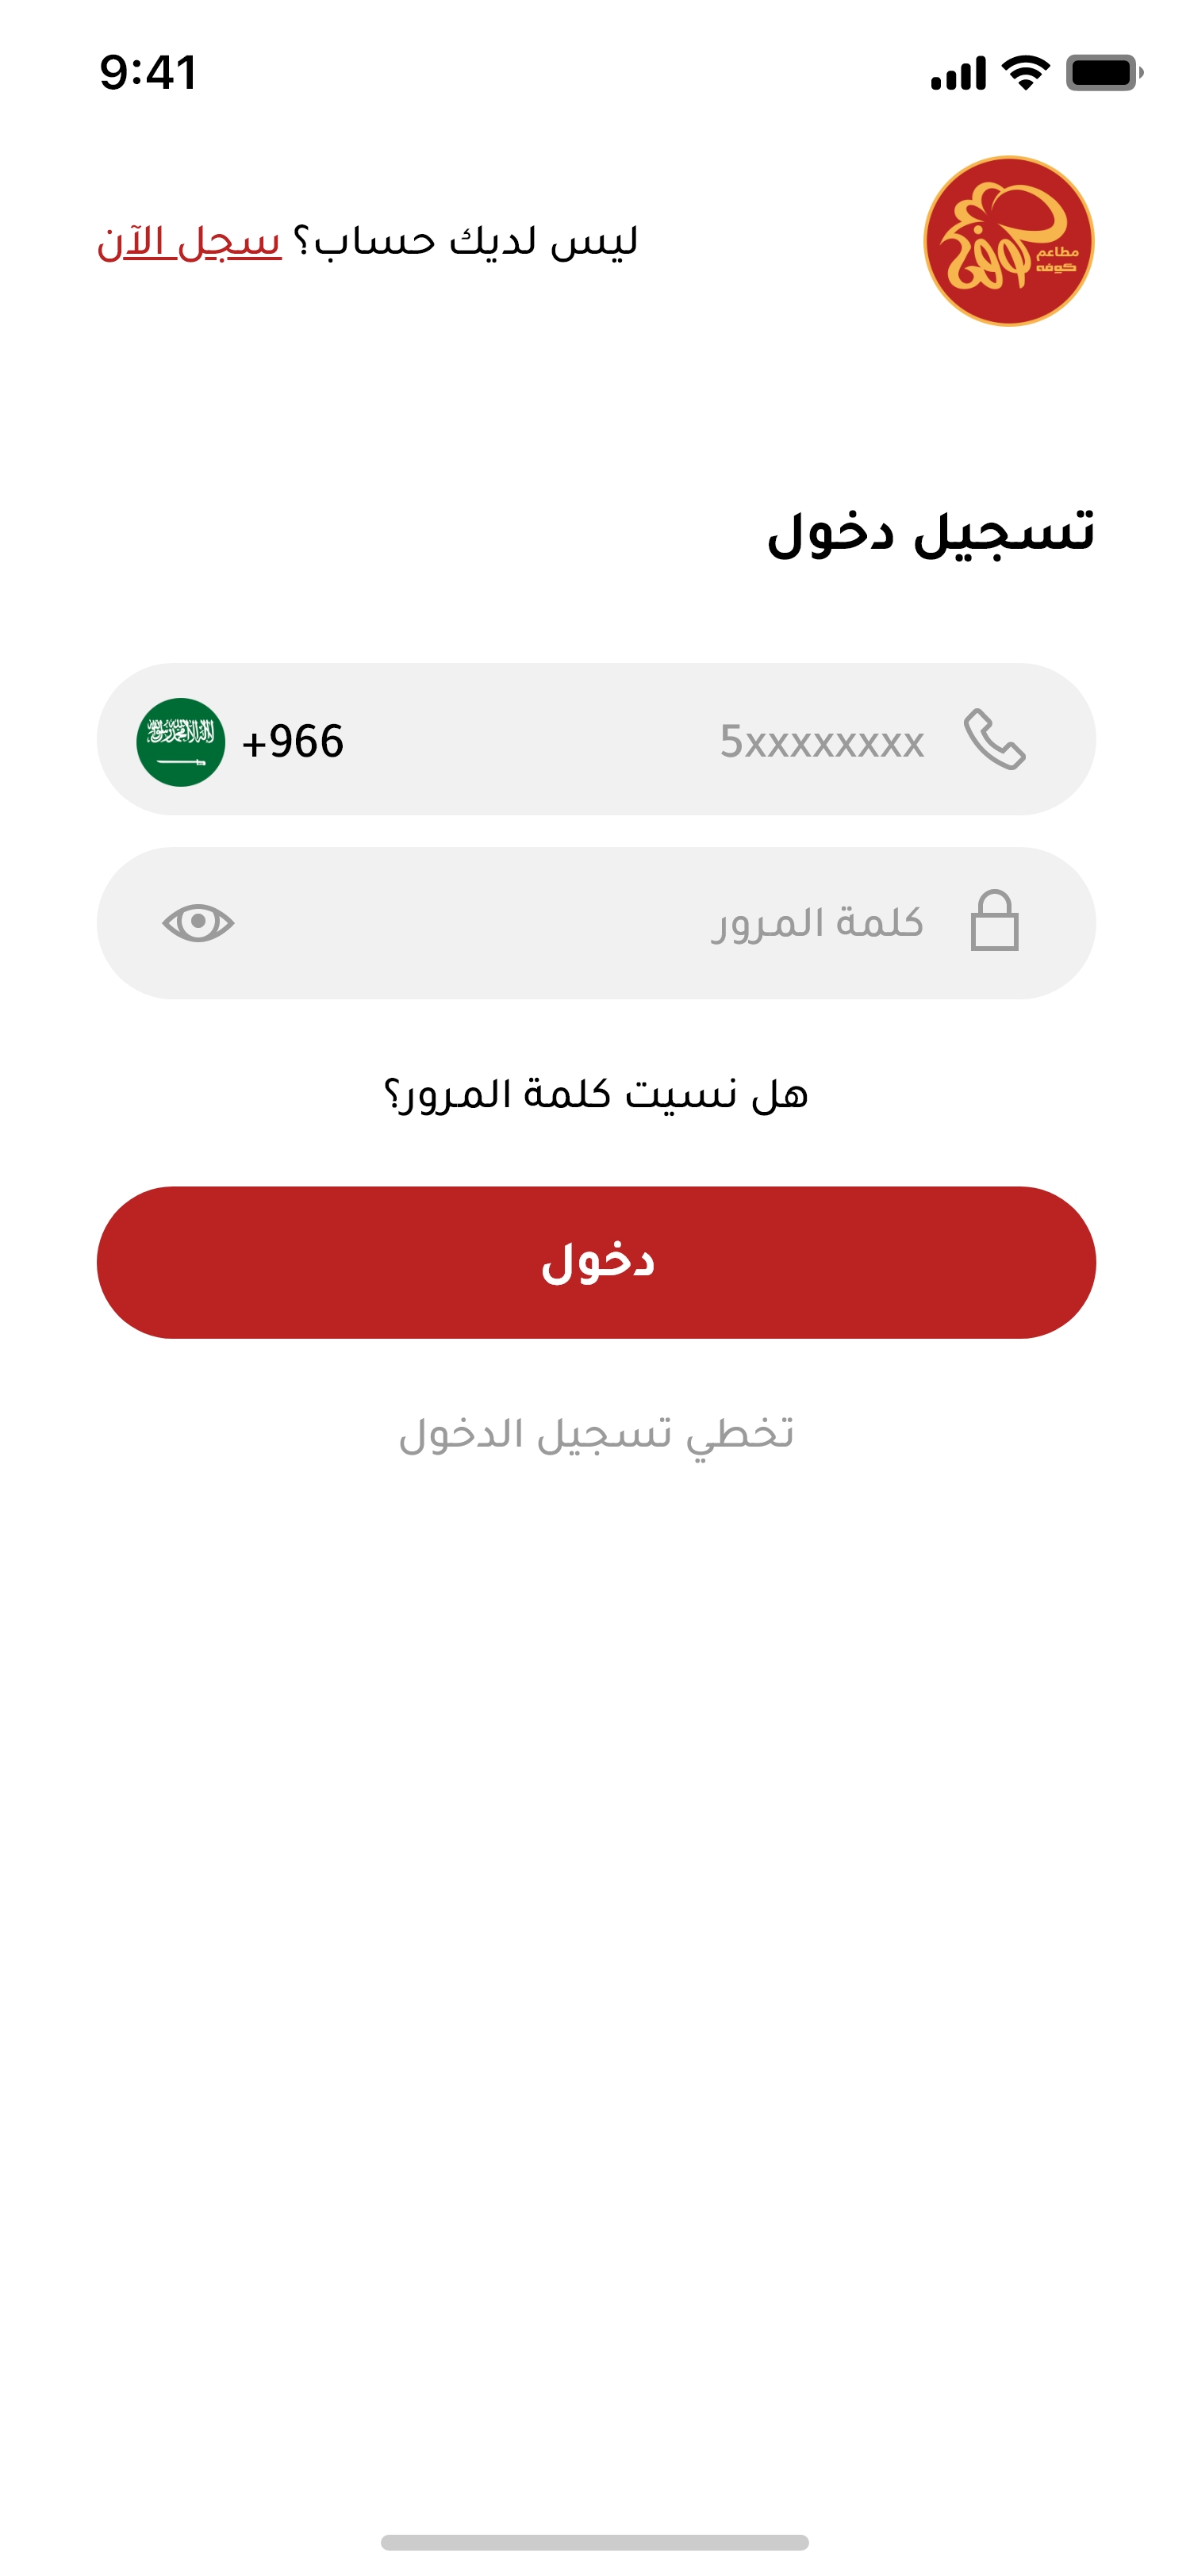 9:41
مطاعم
كوفه
ليس لديك حساب؟ سجل الآن
تسجيل دخول
5xxxxxxxx
+966
كلمة المرور
هل نسيت كلمة المرور؟
دخول
تخطي تسجيل الدخول